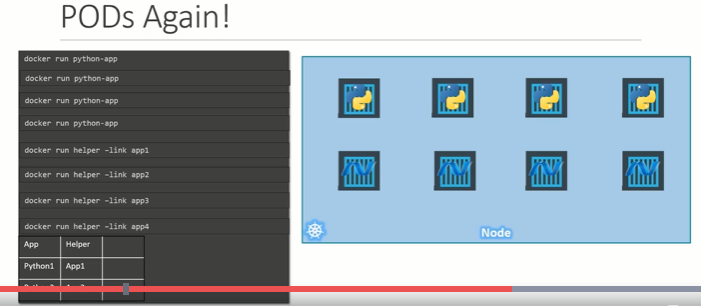 PODs Again!
docker run python-app
docker run python-app
docker run python-app
docker run python-app
docker run helper –link app1
docker run helper –link app2
docker run helper –link app3
docker run helper –link app4
App Helper
Python1 App1
Node